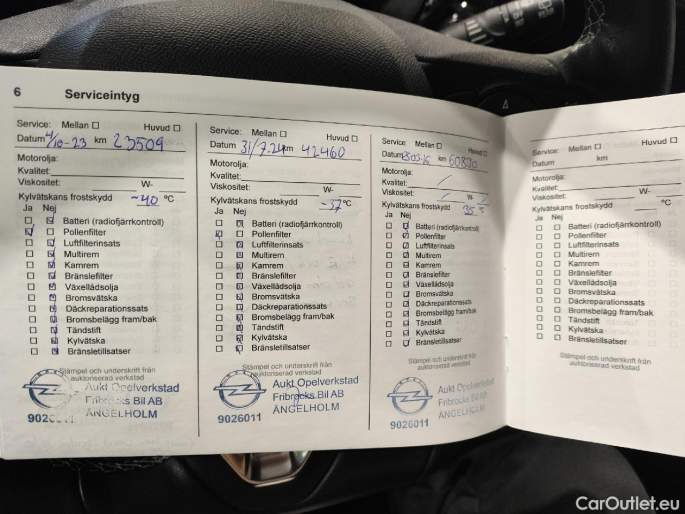 6 Serviceintyg
Service: Mellan ☐ Huvud ☐
Datum 4/10-23 km 23509
Motorolja:
Kvalitet:
Viskositet: W-
Kylvätskans frostskydd ~40 °C
Ja Nej
Batteri (radiofjärrkontroll)
Pollenfilter
Luftfilterinsats
Multirem
Kamrem
Bränslefilter
Växellådsolja
Bromsvätska
Däckreparationssats
Bromsbelägg fram/bak
Tändstift
Kylvätska
Bränsletillsatser
Stämpel och underskrift från
auktoriserad verkstad
Aukt Opelverkstad
Fribrocks Bil AB
ÄNGELHOLM
9026011
Service: Mellan ☐ Huvud ☐
Datum 31/7-24 km 42460
Motorolja:
Kvalitet:
Viskositet: W-
Kylvätskans frostskydd -37 °C
Ja Nej
Batteri (radiofjärrkontroll)
Pollenfilter
Luftfilterinsats
Multirem
Kamrem
Bränslefilter
Växellådsolja
Bromsvätska
Däckreparationssats
Bromsbelägg fram/bak
Tändstift
Kylvätska
Bränsletillsatser
Stämpel och underskrift från
auktoriserad verkstad
Aukt Opelverkstad
Fribrocks Bil AB
ÄNGELHOLM
9026011
Service: Mellan ☐ Huvud ☐
Datum km 60830
Motorolja:
Kvalitet:
Viskositet: W-
Kylvätskans frostskydd 35 °C
Ja Nej
Batteri (radiofjärrkontroll)
Pollenfilter
Luftfilterinsats
Multirem
Kamrem
Bränslefilter
Växellådsolja
Bromsvätska
Däckreparationssats
Bromsbelägg fram/bak
Tändstift
Kylvätska
Bränsletillsatser
Stämpel och underskrift från
auktoriserad verkstad
Aukt Opelverkstad
Fribrocks Bil AB
ÄNGELHOLM
9026011
Service: Mellan ☐ Huvud ☐
Datum km
Motorolja:
Kvalitet:
Viskositet: W-
Kylvätskans frostskydd °C
Ja Nej
Batteri (radiofjärrkontroll)
Pollenfilter
Luftfilterinsats
Multirem
Kamrem
Bränslefilter
Växellådsolja
Bromsvätska
Däckreparationssats
Bromsbelägg fram/bak
Tändstift
Kylvätska
Bränsletillsatser
Stämpel och underskrift från
auktoriserad verkstad
CarOutlet.eu